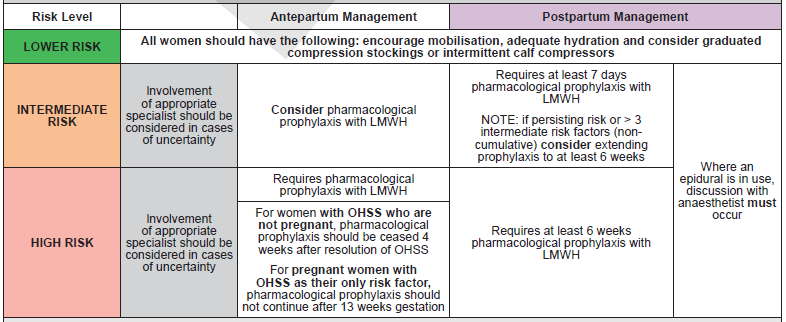 Risk Level
Antepartum Management
Postpartum Management
LOWER RISK
All women should have the following: encourage mobilisation, adequate hydration and consider graduated
compression stockings or intermittent calf compressors
INTERMEDIATE
RISK
Involvement
of appropriate
specialist should be
considered in cases
of uncertainty
Consider pharmacological
prophylaxis with LMWH
Requires at least 7 days
pharmacological prophylaxis with
LMWH
NOTE: if persisting risk or > 3
intermediate risk factors (non-
cumulative) consider extending
prophylaxis to at least 6 weeks
Where an
epidural is in use,
discussion with
anaesthetist must
occur
HIGH RISK
Involvement
of appropriate
specialist should be
considered in cases
of uncertainty
Requires pharmacological
prophylaxis with LMWH
For women with OHSS who are
not pregnant, pharmacological
prophylaxis should be ceased 4
weeks after resolution of OHSS
For pregnant women with
OHSS as their only risk factor,
pharmacological prophylaxis should
not continue after 13 weeks gestation
Requires at least 6 weeks
pharmacological prophylaxis with
LMWH